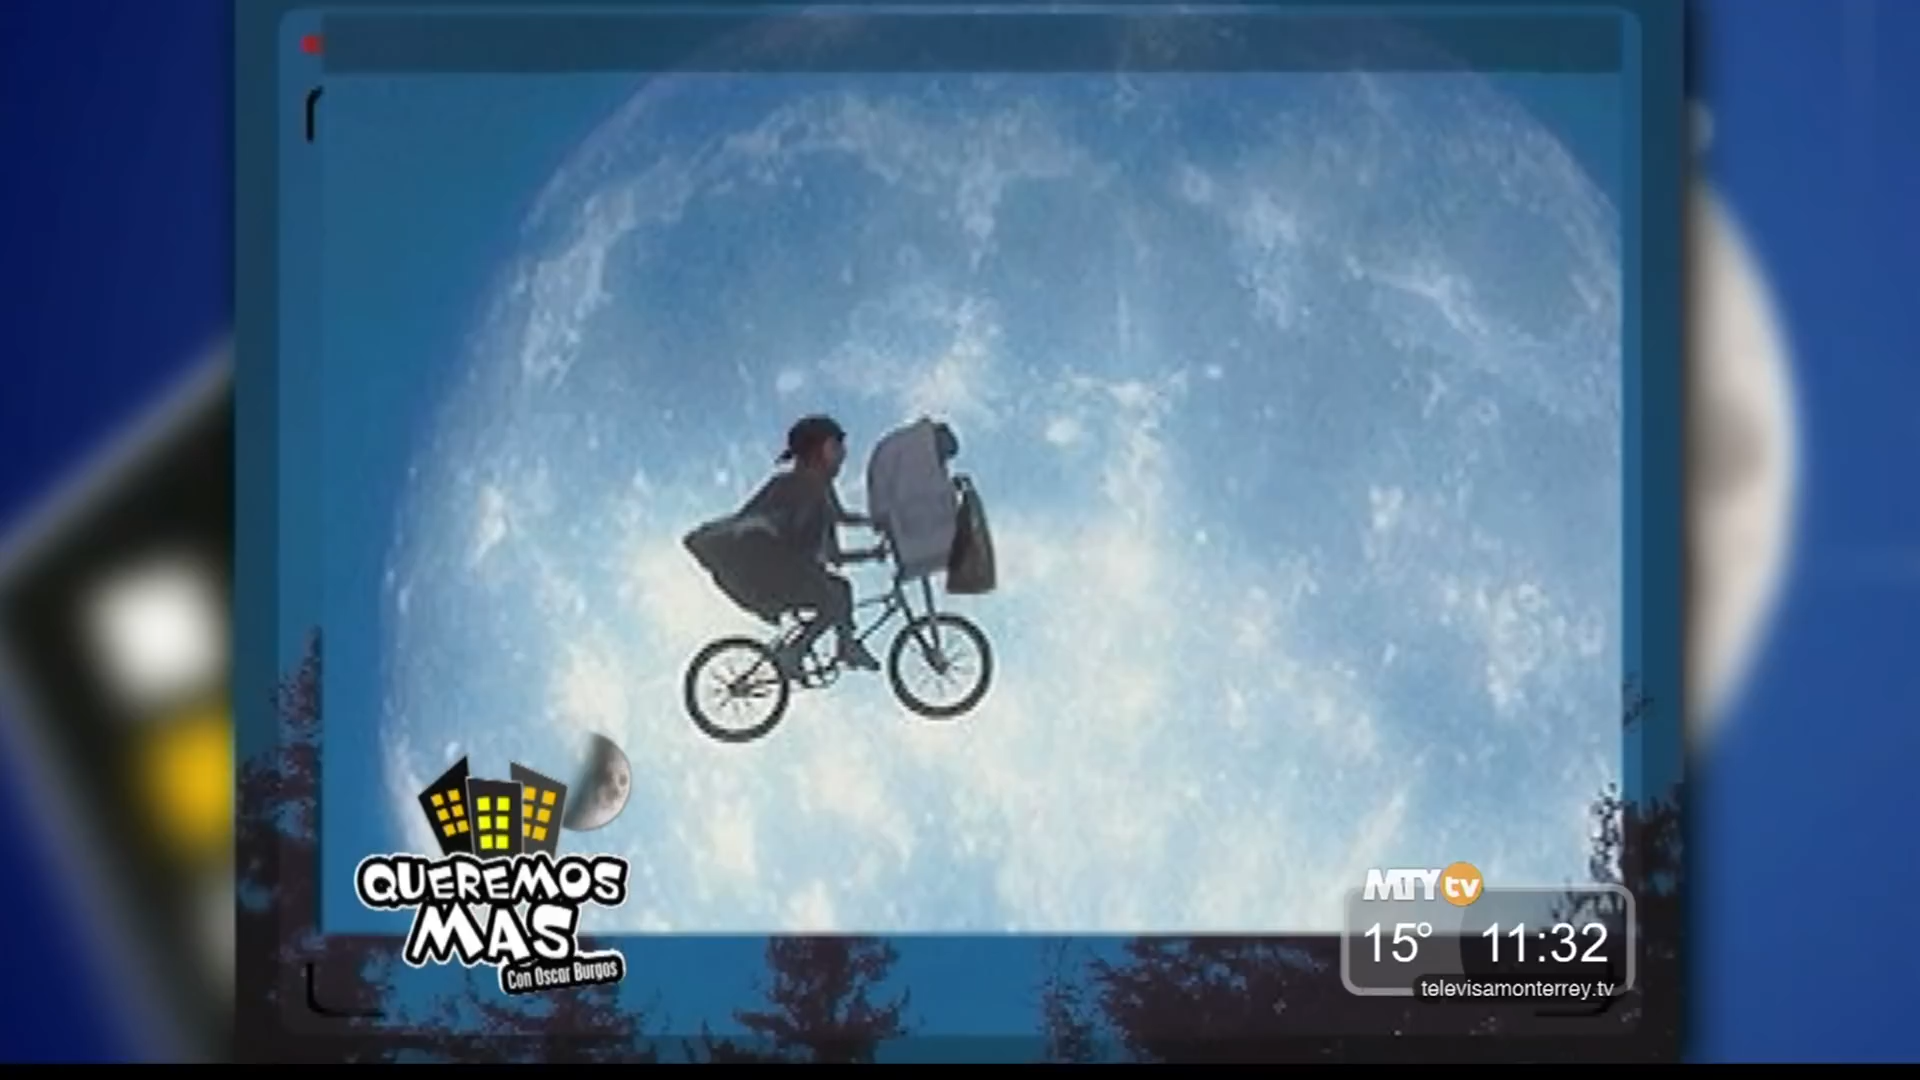 QUEREMOS
MAS
Con Oscar Burgos
MTY tv
15° 11:32
televisamonterrey.tv